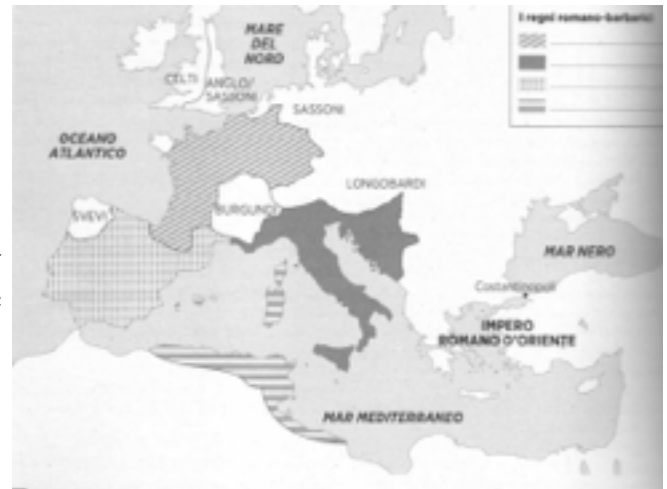 I regni romano-barbarici
MARE
DEL
NORD
CELTI
ANGLO/
SASSONI
SASSONI
OCEANO
ATLANTICO
LONGOBARDI
SVEVI
BURGUNDI
MAR NERO
Costantinopoli
IMPERO
ROMANO D'ORIENTE
MAR MEDITERRANEO